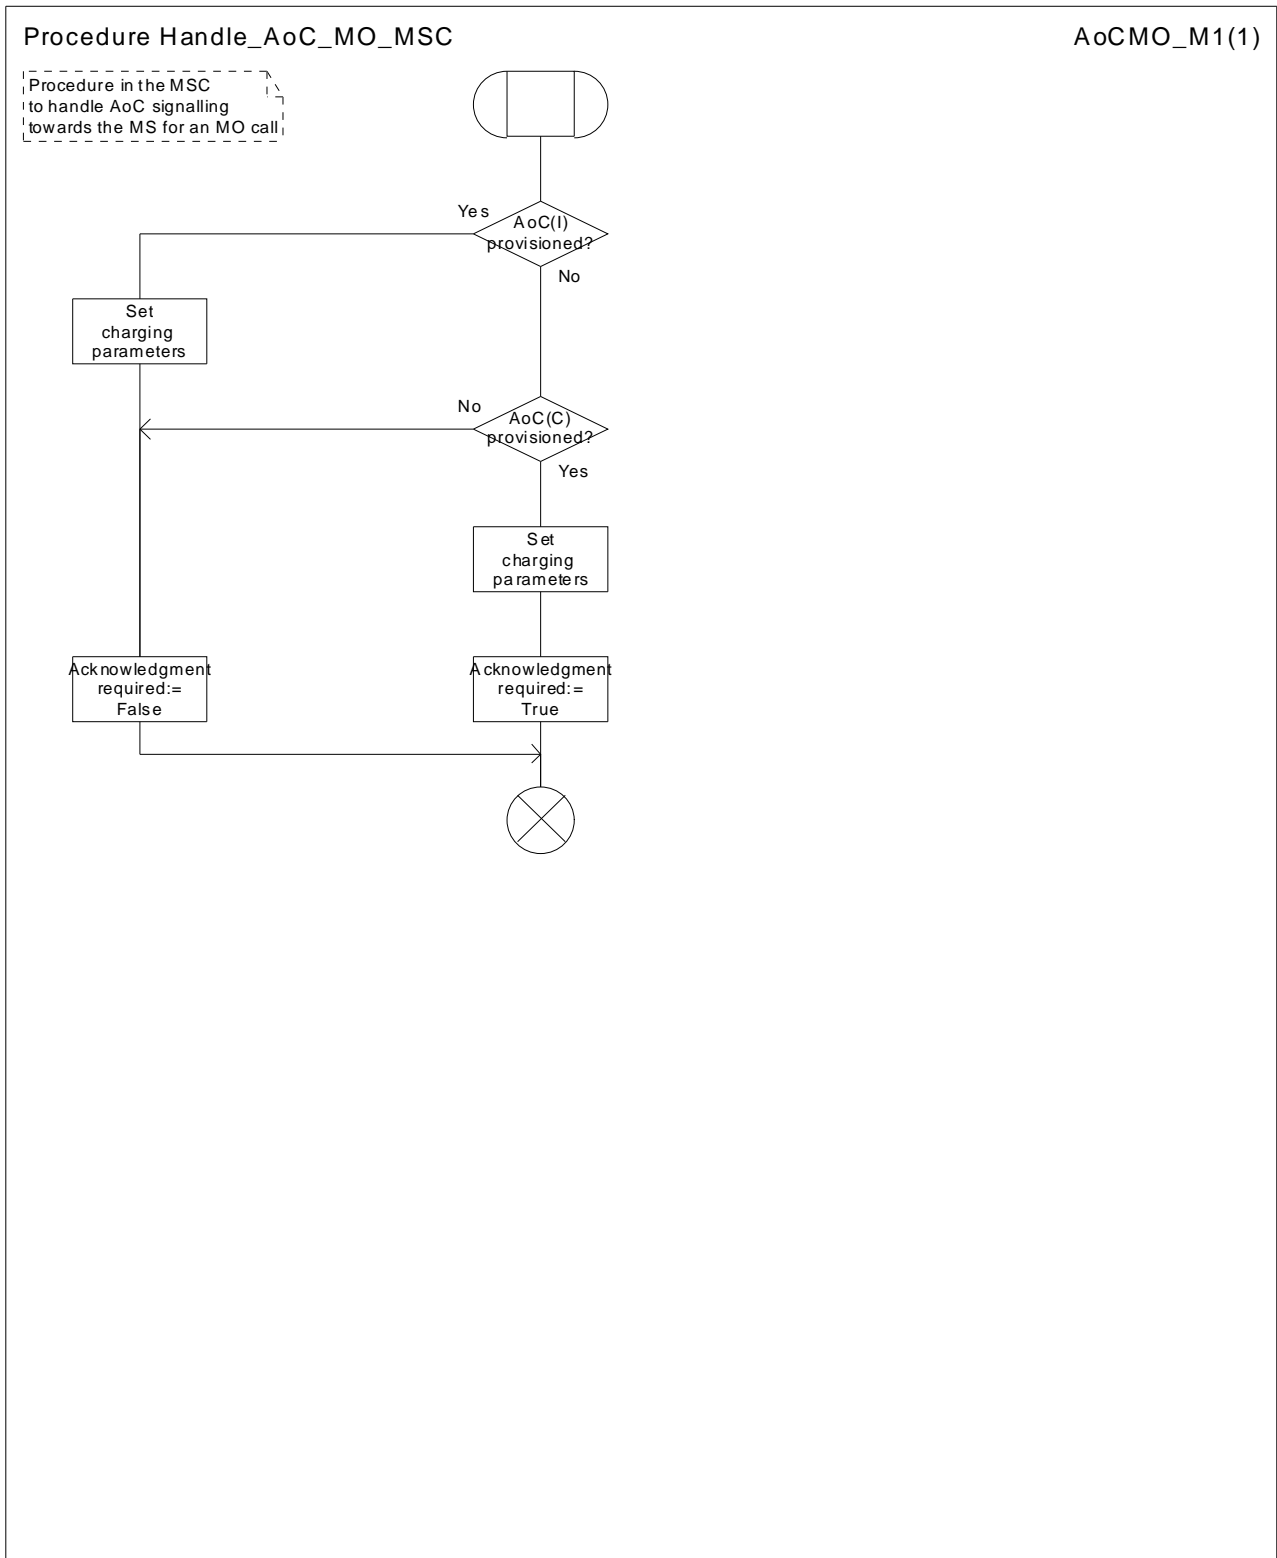 Procedure Handle_AoC_MO_MSC
AoCMO_M1(1)
Procedure in the MSC
to handle AoC signalling
towards the MS for an MO call
Yes
AoC(I)
provisioned?
No
Set
charging
parameters
No
AoC(C)
provisioned?
Yes
Set
charging
parameters
Acknowledgment
required:=
False
Acknowledgment
required:=
True